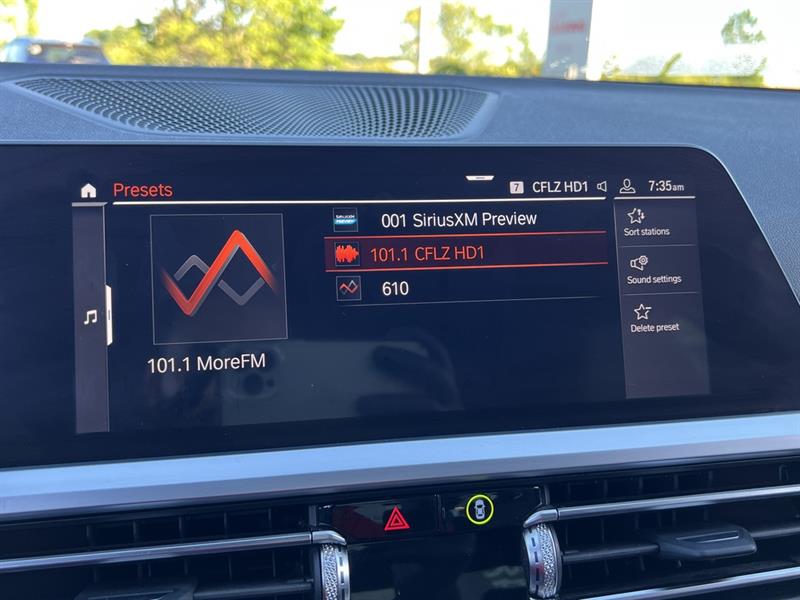 Presets
7 CFLZ HD1 7:35am
001 SiriusXM Preview
101.1 CFLZ HD1
610
101.1 MoreFM
Sort stations
Sound settings
Delete preset